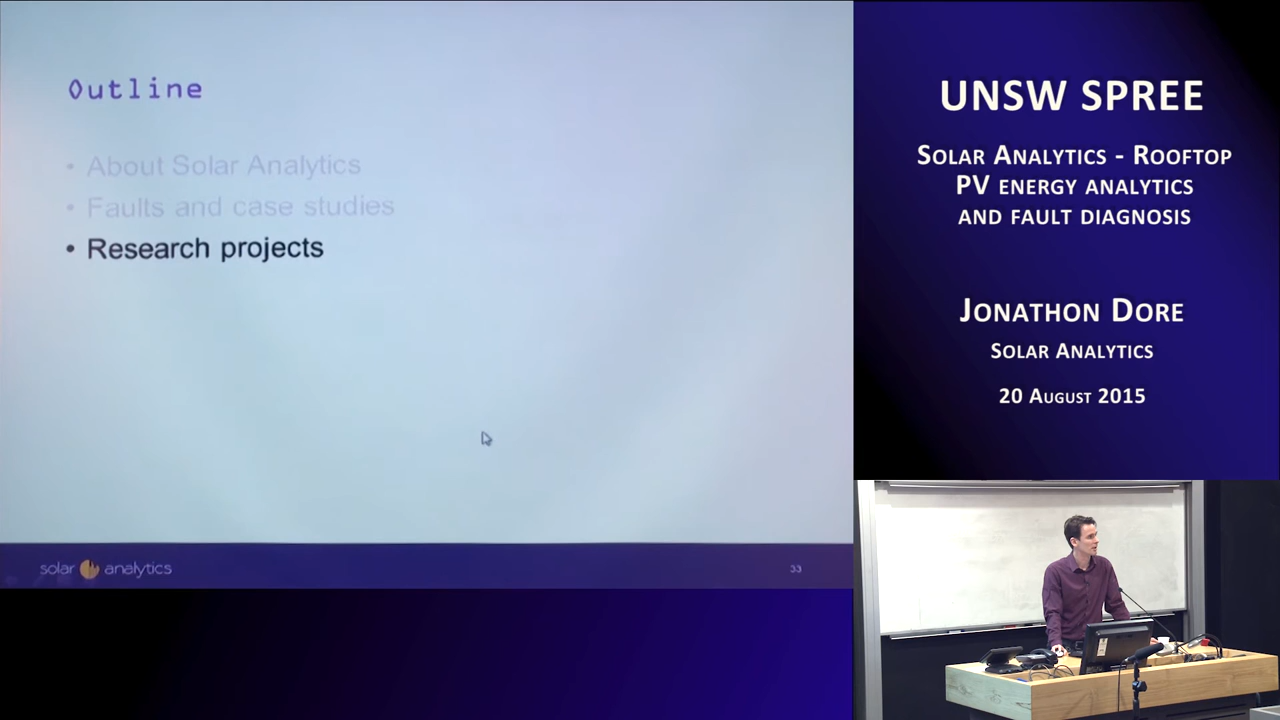 Outline
• About Solar Analytics
• Faults and case studies
• Research projects
solar analytics
33
UNSW SPREE
Solar Analytics - Rooftop
PV energy analytics
and fault diagnosis
Jonathon Dore
Solar Analytics
20 August 2015